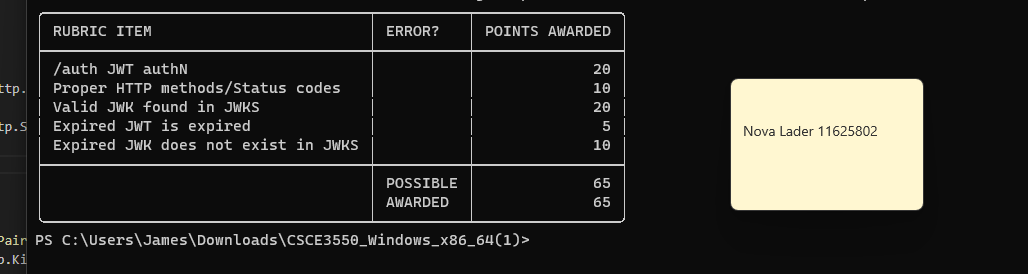 RUBRIC ITEM ERROR? POINTS AWARDED
/auth JWT authN 20
Proper HTTP methods/Status codes 10
Valid JWK found in JWKS 20
Expired JWT is expired 5
Expired JWK does not exist in JWKS 10
POSSIBLE 65
AWARDED 65
PS C:\Users\James\Downloads\CSCE3550_Windows_x86_64(1)>
Nova Lader 11625802
ttp.
tp.S
Pair
p.Ki